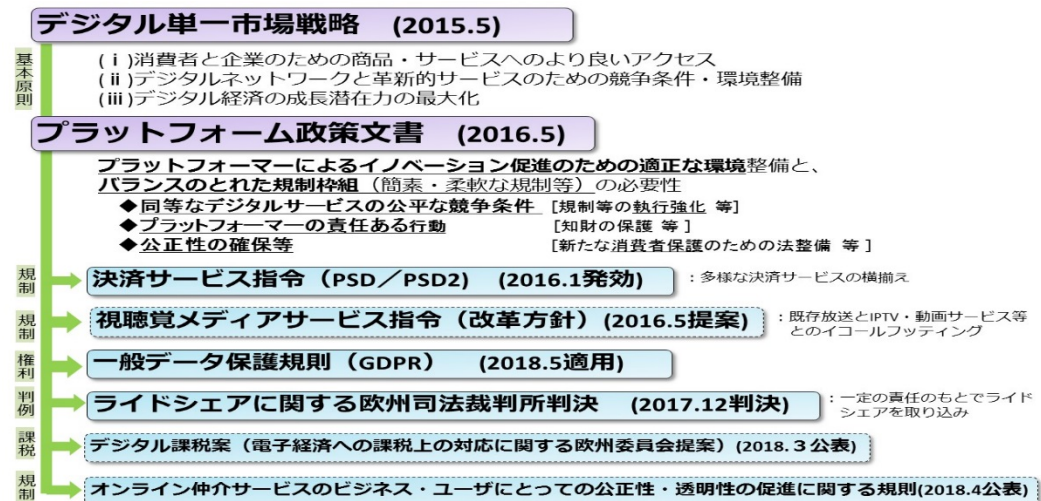 デジタル単一市場戦略 (2015.5)
基本原則
(ⅰ)消費者と企業のための商品・サービスへのより良いアクセス
(ⅱ)デジタルネットワークと革新的サービスのための競争条件・環境整備
(ⅲ)デジタル経済の成長潜在力の最大化
プラットフォーム政策文書 (2016.5)
プラットフォーマーによるイノベーション促進のための適正な環境整備と、
バランスのとれた規制枠組（簡素・柔軟な規制等）の必要性
◆同等なデジタルサービスの公平な競争条件 [規制等の執行強化 等]
◆プラットフォーマーの責任ある行動 [知財の保護 等]
◆公正性の確保等 [新たな消費者保護のための法整備 等]
規制
決済サービス指令（PSD／PSD2) (2016.1発効)
：多様な決済サービスの横揃え
規制
視聴覚メディアサービス指令（改革方針）(2016.5提案)
：既存放送とIPTV・動画サービス等
とのイコールフッティング
権利
一般データ保護規則（GDPR） (2018.5適用)
判例
ライドシェアに関する欧州司法裁判所判決 (2017.12判決)
：一定の責任のもとでライド
シェアを取り込み
課税
デジタル課税案（電子経済への課税上の対応に関する欧州委員会提案）(2018.３公表)
規制
オンライン仲介サービスのビジネス・ユーザにとっての公正性・透明性の促進に関する規則(2018.4公表)